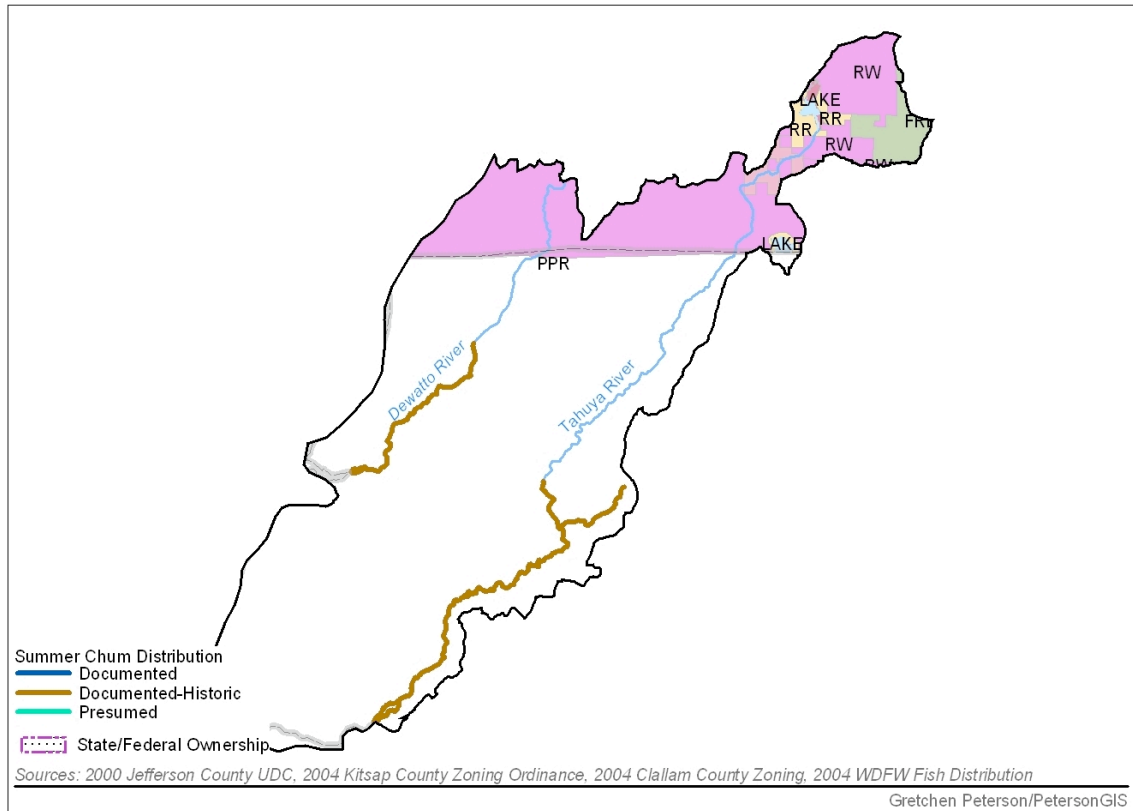 RW
LAKE
RR
RR
RW
RW
LAKE
PPR
Dewatto River
Tahuya River
Summer Chum Distribution
Documented
Documented-Historic
Presumed
State/Federal Ownership
Sources: 2000 Jefferson County UDC, 2004 Kitsap County Zoning Ordinance, 2004 Clallam County Zoning, 2004 WDFW Fish Distribution
Gretchen Peterson/PetersonGIS